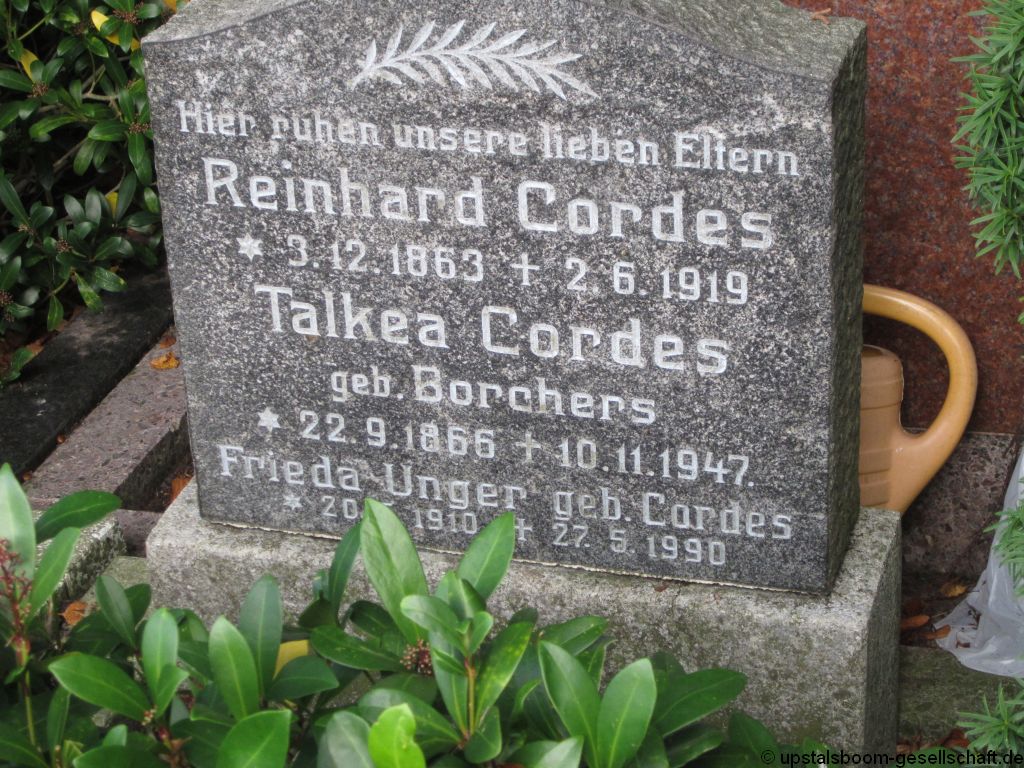 Hier ruhen unsere lieben Eltern
Reinhard Cordes
* 3. 12. 1863 † 2. 6. 1919
Talkea Cordes
geb. Borchers
* 22. 9. 1866 † 10. 11. 1947.
Frieda Unger geb. Cordes
* 20. 1910 † 27. 5. 1990
© upstalsboom-gesellschaft.de